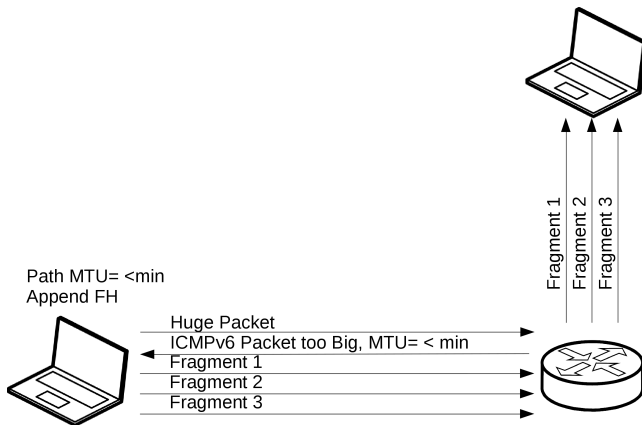 Fragment 1
Fragment 2
Fragment 3
Path MTU= <min
Append FH
Huge Packet
ICMPv6 Packet too Big, MTU= < min
Fragment 1
Fragment 2
Fragment 3